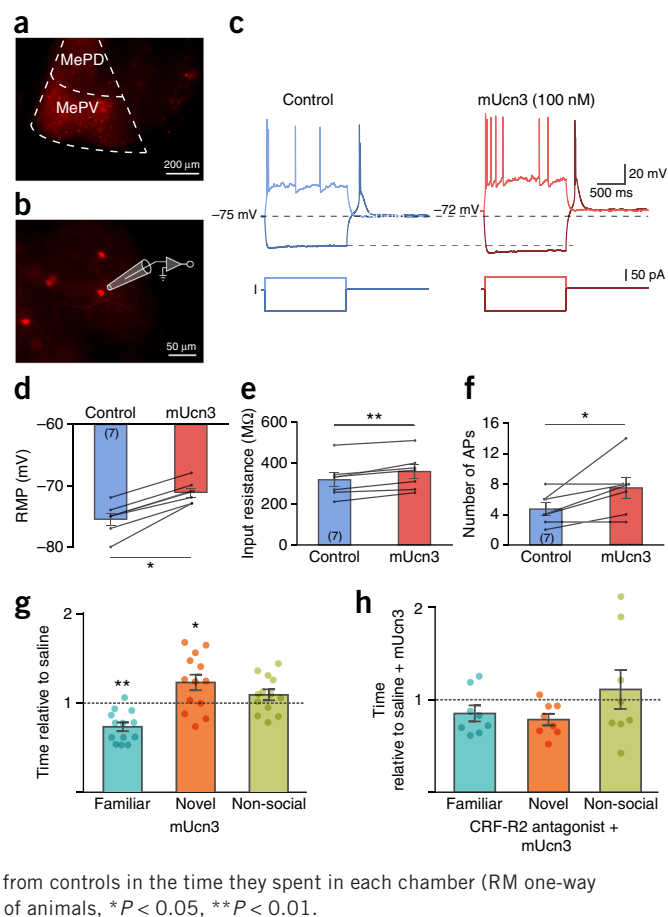 a
MePD
MePV
200 μm
b
50 μm
c
Control
mUcn3 (100 nM)
20 mV
500 ms
–75 mV
–72 mV
50 pA
I
d
Control
mUcn3
–60
(7)
RMP (mV)
–80
*
e
**
600
400
200
0
Input resistance (MΩ)
(7)
Control
mUcn3
f
*
16
12
8
4
0
Number of APs
(7)
Control
mUcn3
g
2
1
Time relative to saline
**
*
Familiar
Novel
Non-social
mUcn3
h
2
1
Time
relative to saline + mUcn3
Familiar
Novel
Non-social
CRF-R2 antagonist +
mUcn3
from controls in the time they spent in each chamber (RM one-way
of animals, *P < 0.05, **P < 0.01.